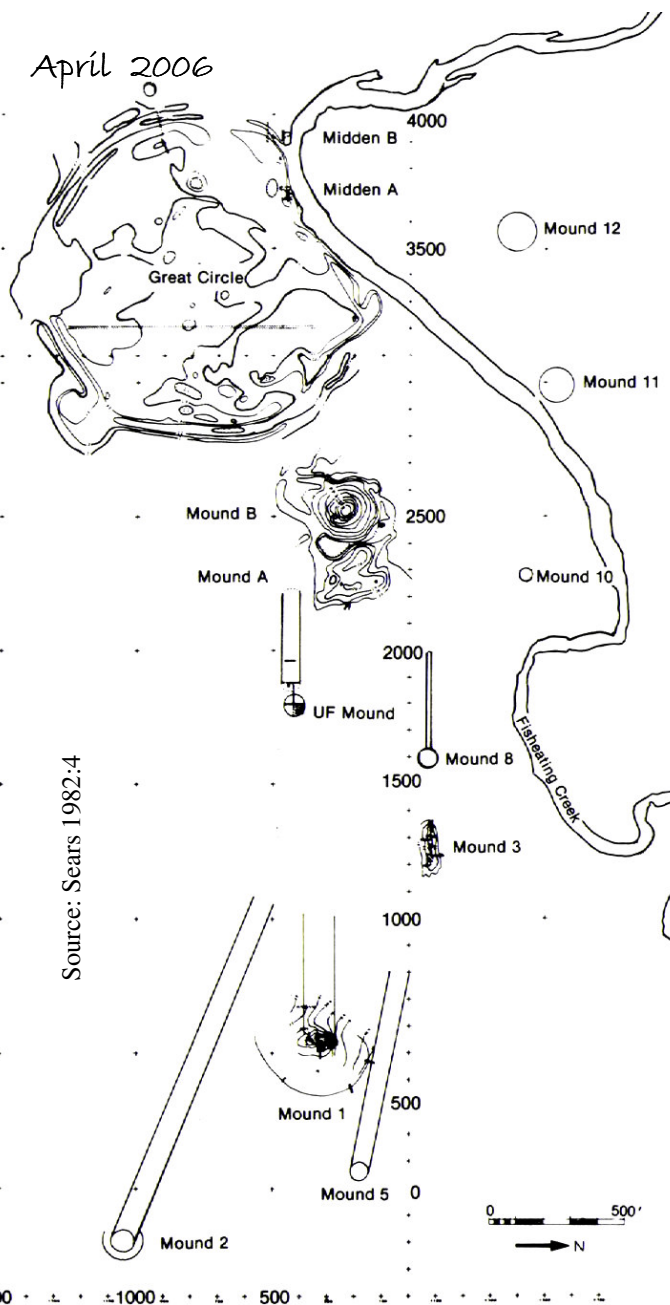 April 2006
4000
Midden B
Midden A
Mound 12
3500
Great Circle
Mound 11
Mound B
2500
Mound A
Mound 10
2000
UF Mound
Mound 8
Fisheating Creek
1500
Source: Sears 1982:4
Mound 3
1000
500
Mound 1
Mound 5
0
0 500'
Mound 2
N
00 1000 500